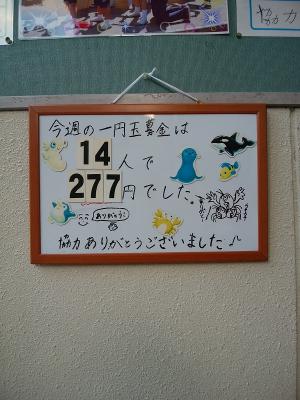 協力
今週の一円玉募金は
14人で
277円でした。
ありがとう
協力ありがとうございました